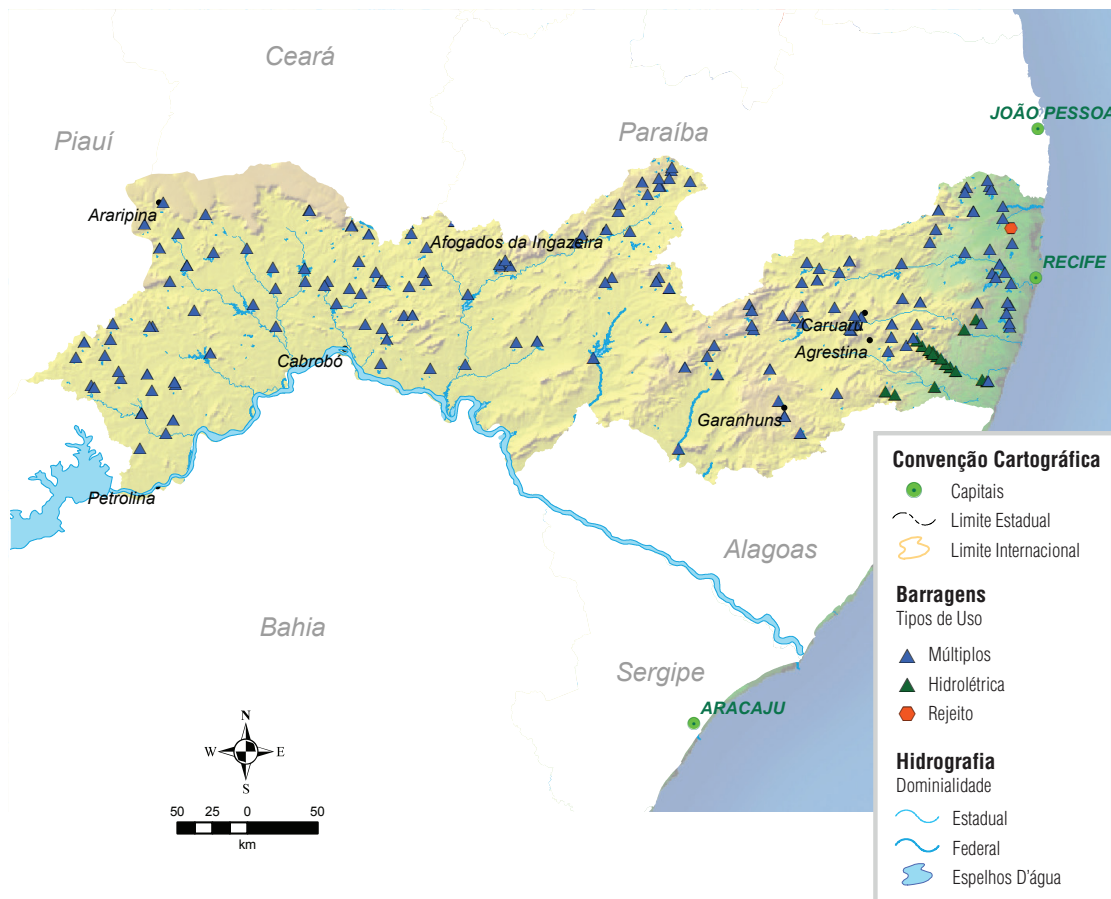 Ceará
JOÃO PESSOA
Paraíba
Piauí
Araripina
Afogados da Ingazeira
RECIFE
Caruaru
Agrestina
Cabrobó
Garanhuns
Petrolina
Alagoas
Bahia
Sergipe
ARACAJU
N
W
E
S
50 25 0 50
km
Convenção Cartográfica
Capitais
Limite Estadual
Limite Internacional
Barragens
Tipos de Uso
Múltiplos
Hidrolétrica
Rejeito
Hidrografia
Dominialidade
Estadual
Federal
Espelhos D'água